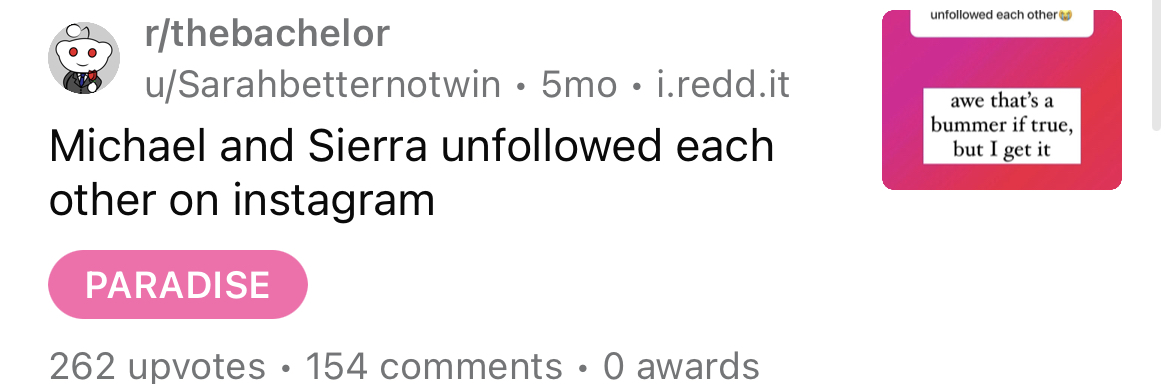 r/thebachelor
u/Sarahbetternotwin • 5mo • i.redd.it
Michael and Sierra unfollowed each
other on instagram
PARADISE
262 upvotes • 154 comments • 0 awards
unfollowed each other😭
awe that's a
bummer if true,
but I get it